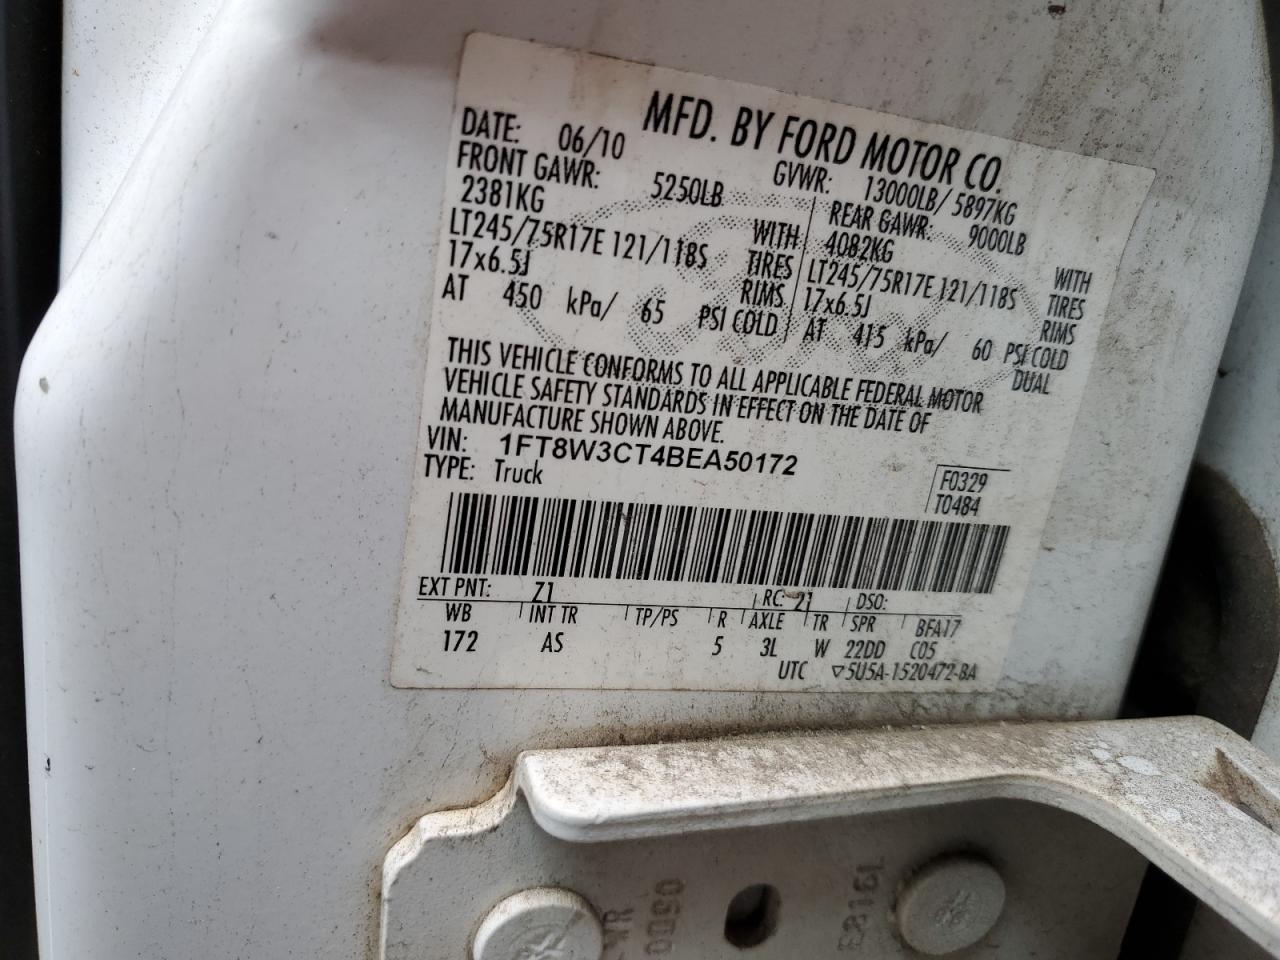 MFD. BY FORD MOTOR CO.
DATE: 06/10 GVWR: 13000LB/ 5897KG
FRONT GAWR: 5250LB REAR GAWR: 9000LB
2381KG WITH 4082KG WITH
LT245/75R17E 121/118S TIRES LT245/75R17E 121/118S TIRES
17x6.5J RIMS 17x6.5J RIMS
AT 450 kPa/ 65 PSI COLD AT 415 kPa/ 60 PSI COLD
DUAL
THIS VEHICLE CONFORMS TO ALL APPLICABLE FEDERAL MOTOR
VEHICLE SAFETY STANDARDS IN EFFECT ON THE DATE OF
MANUFACTURE SHOWN ABOVE.
VIN: 1FT8W3CT4BEA50172
TYPE: Truck
F0329
T0484
EXT PNT: Z1 RC: 21 DSO:
WB INT TR TP/PS R AXLE TR SPR BFA17
172 AS 5 3L W 22DD C05
UTC ▽5U5A-1520472-BA